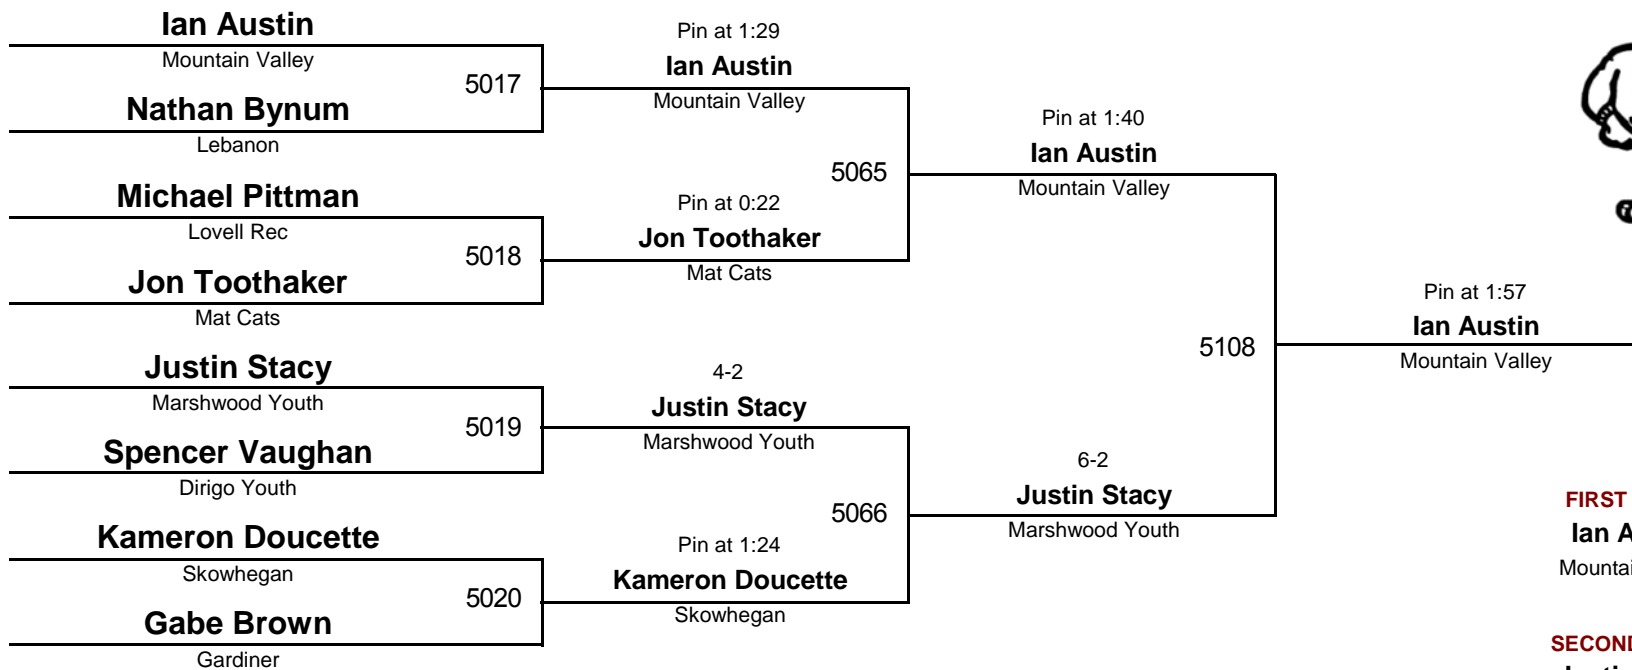 Ian Austin
Mountain Valley
5017
Nathan Bynum
Lebanon
Michael Pittman
Lovell Rec
5018
Jon Toothaker
Mat Cats
Justin Stacy
Marshwood Youth
5019
Spencer Vaughan
Dirigo Youth
Kameron Doucette
Skowhegan
5020
Gabe Brown
Gardiner
Pin at 1:29
Ian Austin
Mountain Valley
5065
Pin at 0:22
Jon Toothaker
Mat Cats
4-2
Justin Stacy
Marshwood Youth
5066
Pin at 1:24
Kameron Doucette
Skowhegan
Pin at 1:40
Ian Austin
Mountain Valley
5108
6-2
Justin Stacy
Marshwood Youth
Pin at 1:57
Ian Austin
Mountain Valley
FIRST
Ian A
Mountai
SECOND